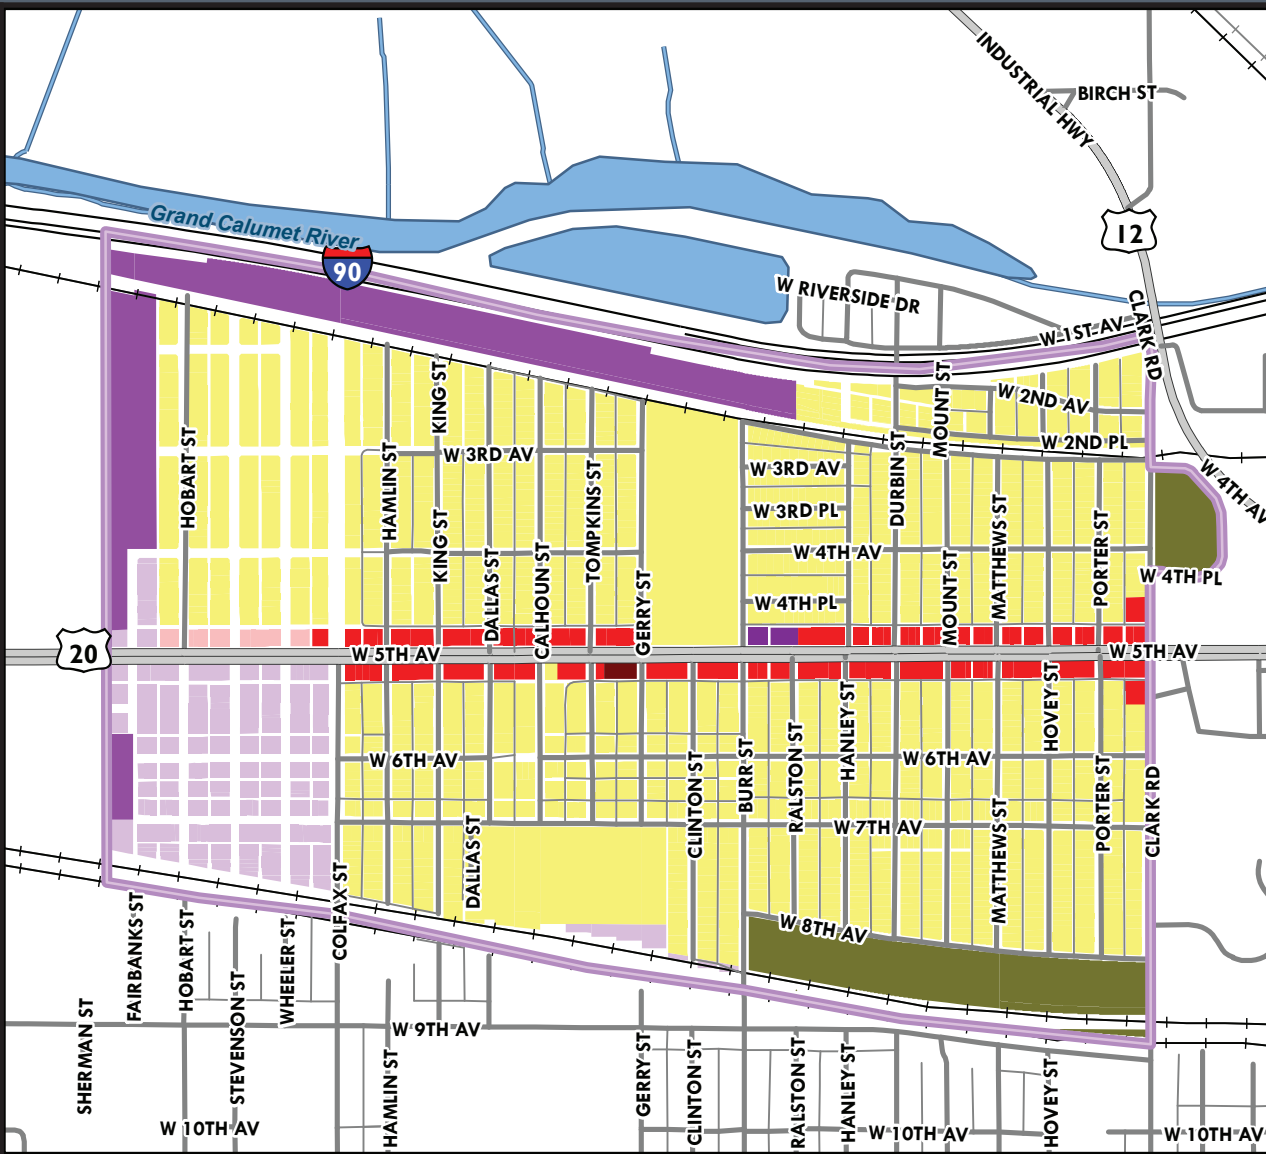 INDUSTRIAL HWY
BIRCH ST
12
Grand Calumet River
90
W RIVERSIDE DR
CLARK RD
W 1ST AV
W 2ND AV
W 2ND PL
MOUNT ST
KING ST
HOBART ST
HAMLIN ST
W 3RD AV
W 3RD AV
TOMPKINS ST
DURBIN ST
W 4TH AV
W 3RD PL
KING ST
MATTHEWS ST
PORTER ST
DALLAS ST
CALHOUN ST
GERRY ST
W 4TH AV
MOUNT ST
W 4TH PL
W 4TH PL
20
W 5TH AV
W 5TH AV
HOVEY ST
HANLEY ST
RALSTON ST
BURR ST
CLINTON ST
W 6TH AV
W 6TH AV
PORTER ST
CLARK RD
W 7TH AV
DALLAS ST
MATTHEWS ST
COLFAX ST
W 8TH AV
FAIRBANKS ST
HOBART ST
WHEELER ST
STEVENSON ST
SHERMAN ST
W 9TH AV
HAMLIN ST
GERRY ST
CLINTON ST
RALSTON ST
HANLEY ST
HOVEY ST
W 10TH AV
W 10TH AV
W 10TH AV